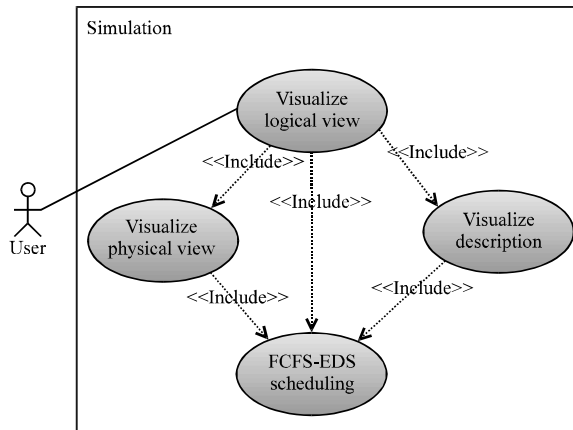 Simulation
Visualize
logical view
<<Include>>
<<Include>>
<<Include>>
User
Visualize
physical view
Visualize
description
<<Include>>
<<Include>>
FCFS-EDS
scheduling